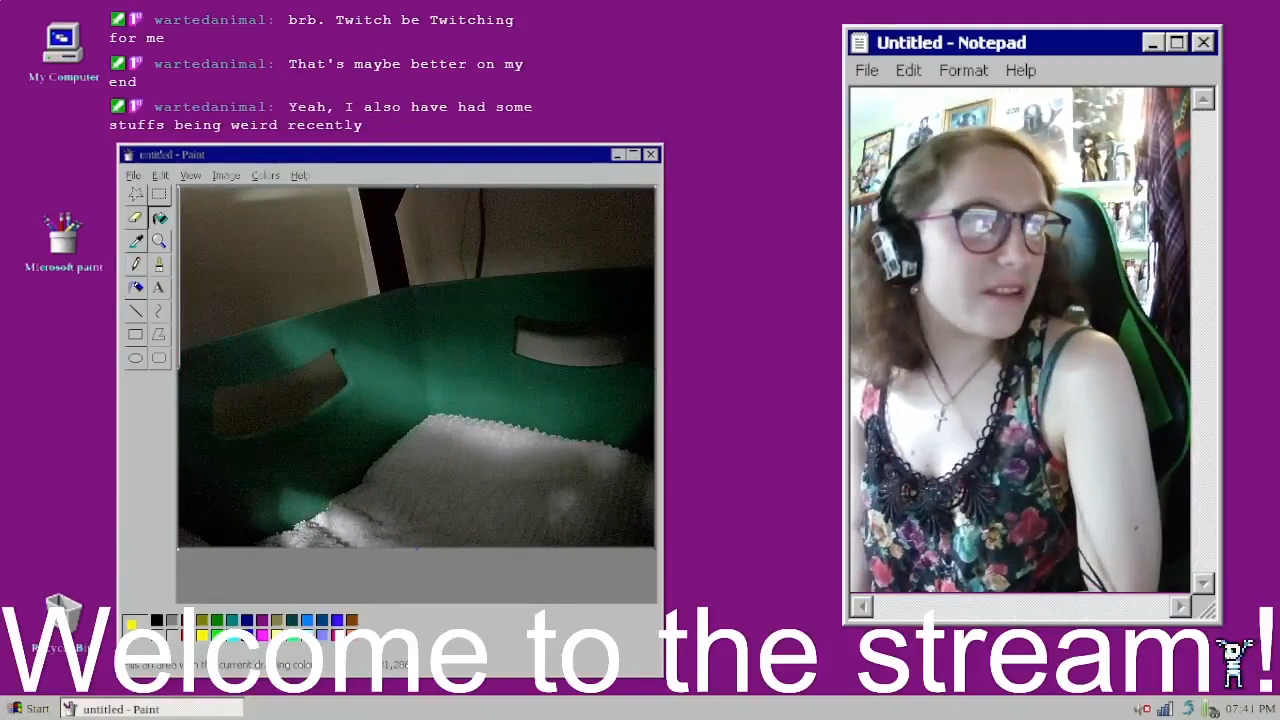 wartedanimal: brb. Twitch be Twitching
for me
wartedanimal: That's maybe better on my
end
wartedanimal: Yeah, I also have had some
stuffs being weird recently
My Computer
Microsoft paint
untitled - Paint
File Edit View Image Colors Help
Untitled - Notepad
File Edit Format Help
Welcome to the stream !
Start
untitled - Paint
07:41 PM